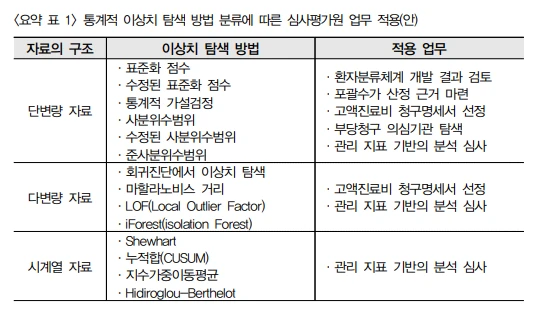 <요약 표 1> 통계적 이상치 탐색 방법 분류에 따른 심사평가원 업무 적용(안)
자료의 구조 이상치 탐색 방법 적용 업무
단변량 자료
· 표준화 점수
· 수정된 표준화 점수
· 통계적 가설검정
· 사분위수범위
· 수정된 사분위수범위
· 준사분위수범위
· 환자분류체계 개발 결과 검토
· 포괄수가 산정 근거 마련
· 고액진료비 청구명세서 선정
· 부당청구 의심기관 탐색
· 관리 지표 기반의 분석 심사
다변량 자료
· 회귀진단에서 이상치 탐색
· 마할라노비스 거리
· LOF(Local Outlier Factor)
· iForest(isolation Forest)
· 고액진료비 청구명세서 선정
· 관리 지표 기반의 분석 심사
시계열 자료
· Shewhart
· 누적합(CUSUM)
· 지수가중이동평균
· Hidiroglou-Berthelot
· 관리 지표 기반의 분석 심사